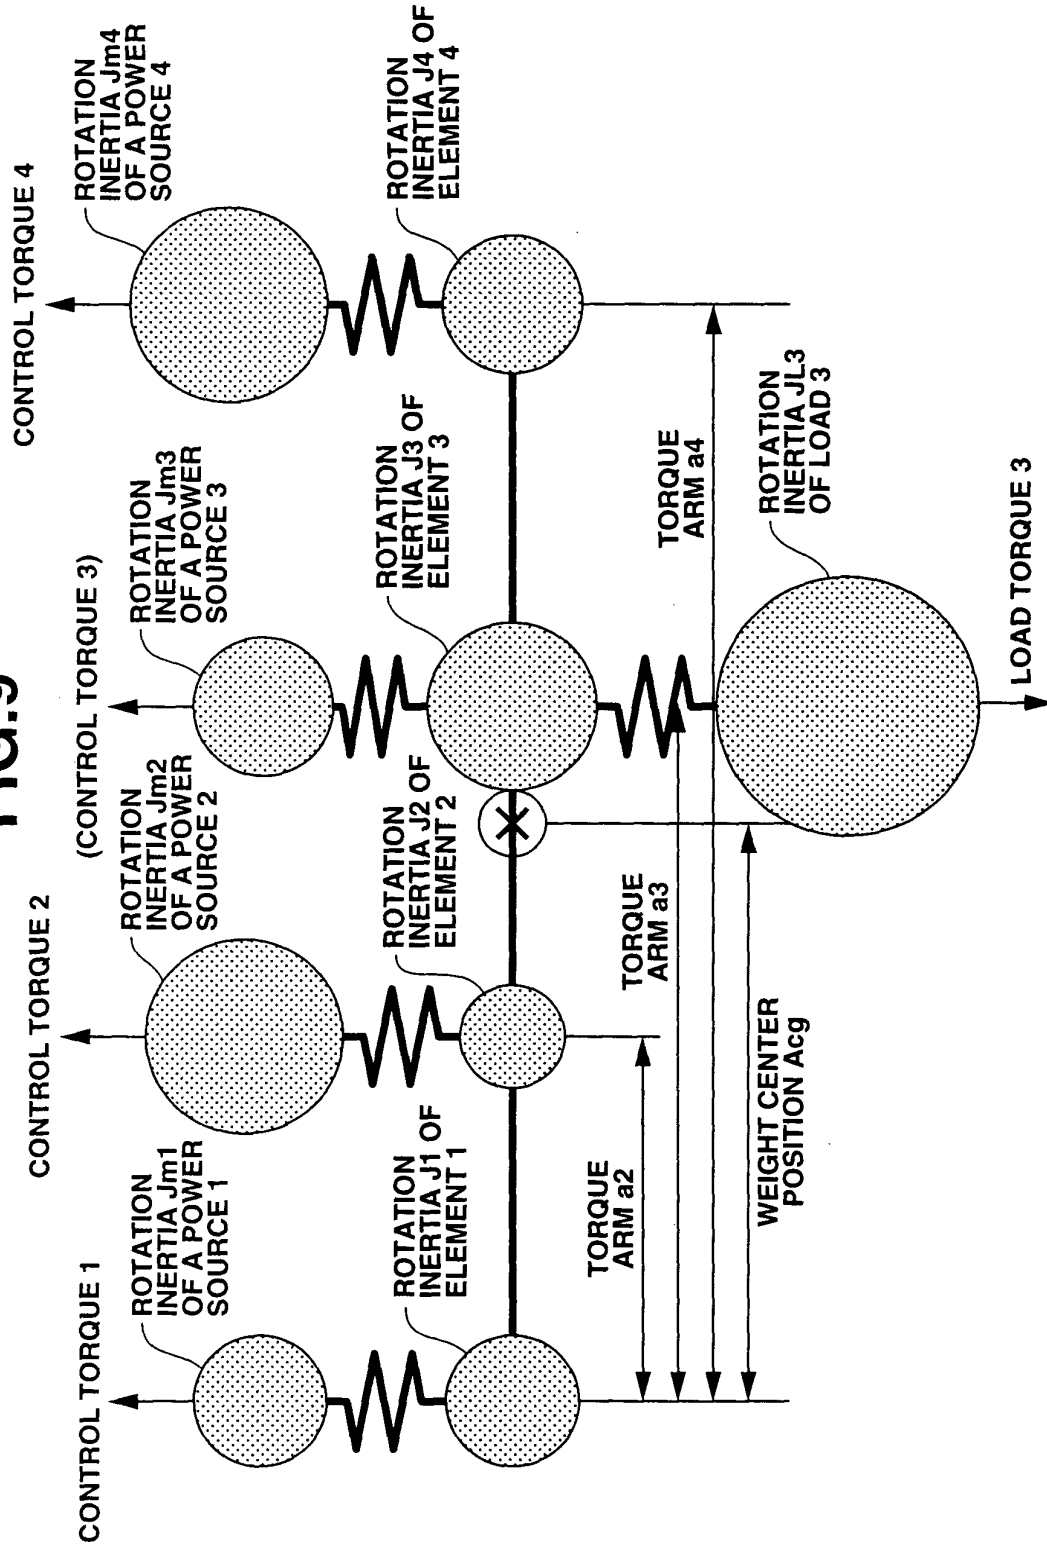 FIG.9
CONTROL TORQUE 1
ROTATION
INERTIA Jm1
OF A POWER
SOURCE 1
CONTROL TORQUE 2
ROTATION
INERTIA Jm2
OF A POWER
SOURCE 2
(CONTROL TORQUE 3)
ROTATION
INERTIA Jm3
OF A POWER
SOURCE 3
CONTROL TORQUE 4
ROTATION
INERTIA Jm4
OF A POWER
SOURCE 4
ROTATION
INERTIA J1 OF
ELEMENT 1
ROTATION
INERTIA J2 OF
ELEMENT 2
ROTATION
INERTIA J3 OF
ELEMENT 3
ROTATION
INERTIA J4 OF
ELEMENT 4
TORQUE
ARM a2
TORQUE
ARM a3
TORQUE
ARM a4
WEIGHT CENTER
POSITION Acg
ROTATION
INERTIA JL3
OF LOAD 3
LOAD TORQUE 3